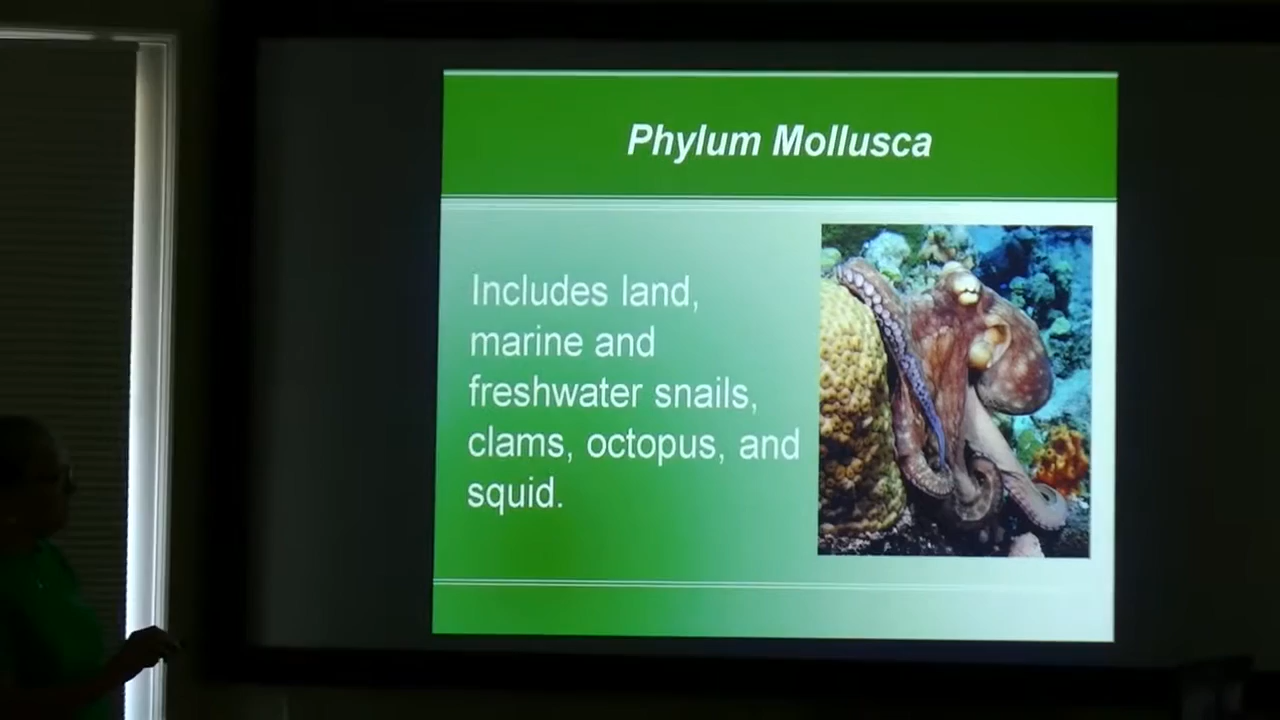 Phylum Mollusca
Includes land,
marine and
freshwater snails,
clams, octopus, and
squid.